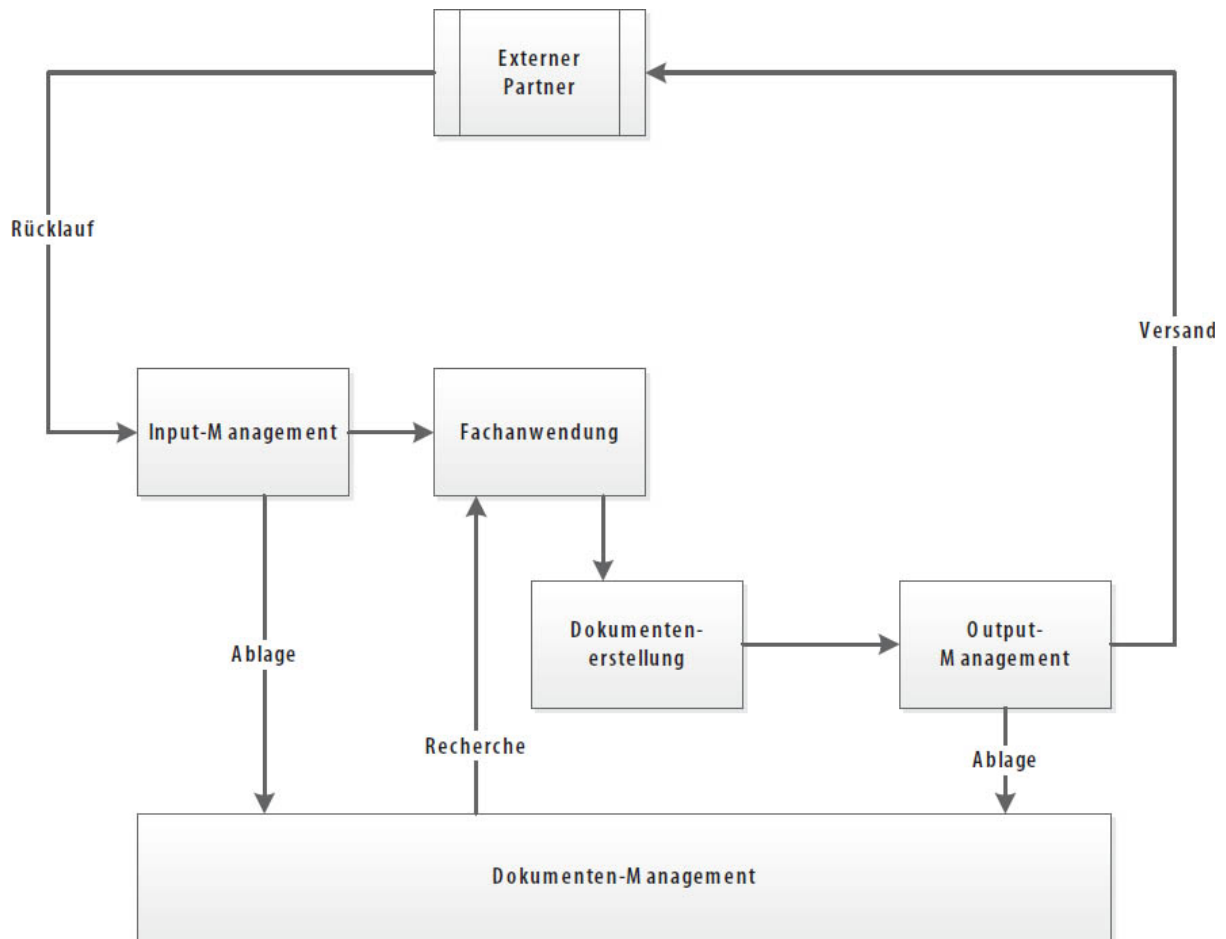 Externer
Partner
Rücklauf
Versand
Input-Management
Fachanwendung
Dokumenten-
erstellung
Output-
Management
Ablage
Recherche
Ablage
Dokumenten-Management